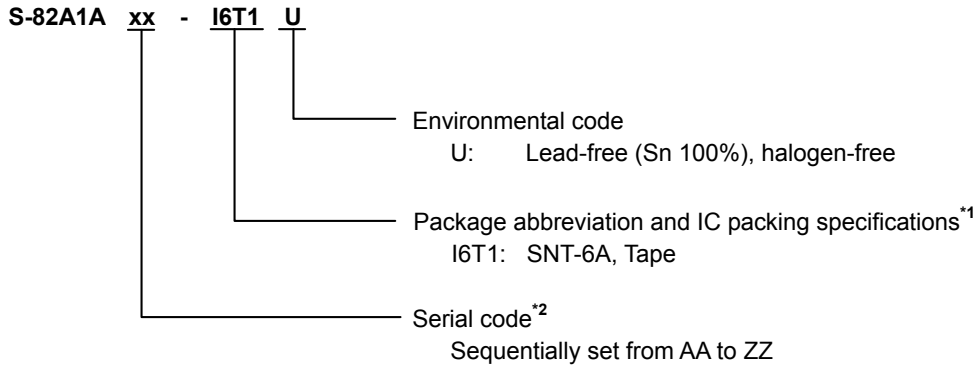 S-82A1A xx - I6T1 U
Environmental code
U: Lead-free (Sn 100%), halogen-free
Package abbreviation and IC packing specifications*1
I6T1: SNT-6A, Tape
Serial code*2
Sequentially set from AA to ZZ